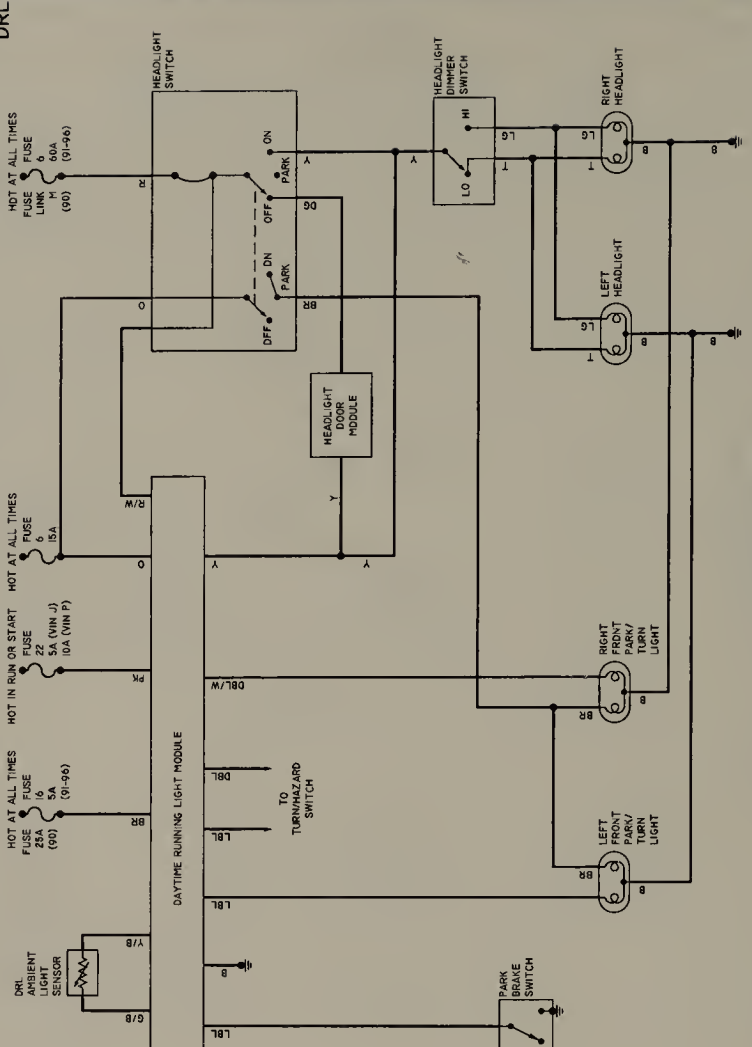 DRL
HOT AT ALL TIMES
FUSE
LINK
M
(90)
FUSE
6
60A
(91-96)
HEADLIGHT
SWITCH
R
ON
PARK
OFF
DG
Y
O
DN
PARK
OFF
BR
R/W
HEADLIGHT
DIMMER
SWITCH
Y
HI
LO
LG
T
RIGHT
HEADLIGHT
LG
T
B
B
LEFT
HEADLIGHT
LG
T
B
B
HEADLIGHT
DOOR
MODULE
Y
Y
HOT AT ALL TIMES
FUSE
6
15A
O
Y
HOT IN RUN OR START
FUSE
22
5A (VIN J)
10A (VIN P)
PK
HOT AT ALL TIMES
FUSE
25A
(90)
FUSE
16
5A
(91-96)
BR
DAYTIME RUNNING LIGHT MODULE
DBL/W
DBL
LBL
TO
TURN/HAZARD
SWITCH
LBL
RIGHT
FRONT
PARK/
TURN
LIGHT
BR
B
LEFT
FRONT
PARK/
TURN
LIGHT
BR
B
DRL
AMBIENT
LIGHT
SENSOR
Y/B
G/B
B
LBL
PARK
BRAKE
SWITCH